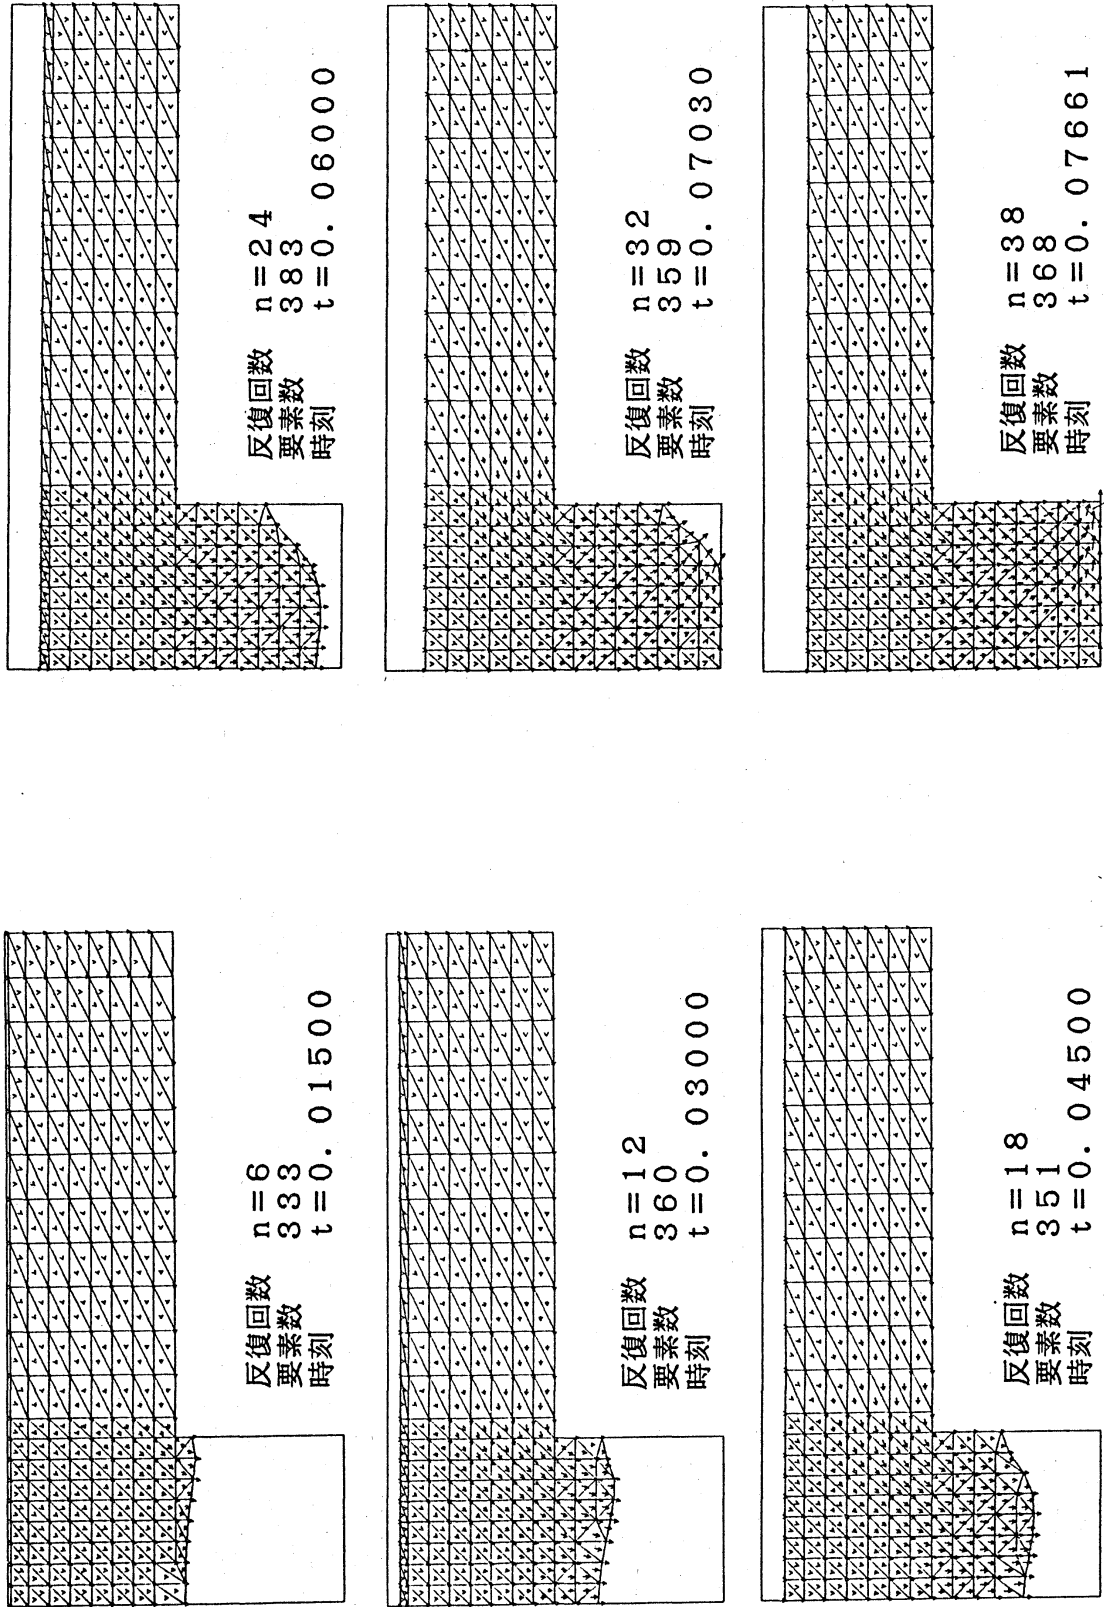 反復回数 n=6
要素数 333
時刻 t=0.01500
反復回数 n=12
要素数 360
時刻 t=0.03000
反復回数 n=18
要素数 351
時刻 t=0.04500
反復回数 n=24
要素数 383
時刻 t=0.06000
反復回数 n=32
要素数 359
時刻 t=0.07030
反復回数 n=38
要素数 368
時刻 t=0.07661